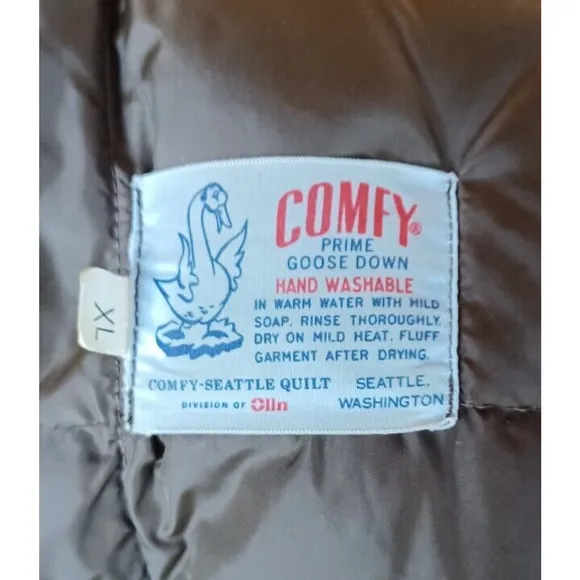 COMFY®
PRIME
GOOSE DOWN
HAND WASHABLE
IN WARM WATER WITH MILD
SOAP. RINSE THOROUGHLY.
DRY ON MILD HEAT. FLUFF
GARMENT AFTER DRYING.
COMFY-SEATTLE QUILT SEATTLE,
DIVISION OF Olin WASHINGTON
XL